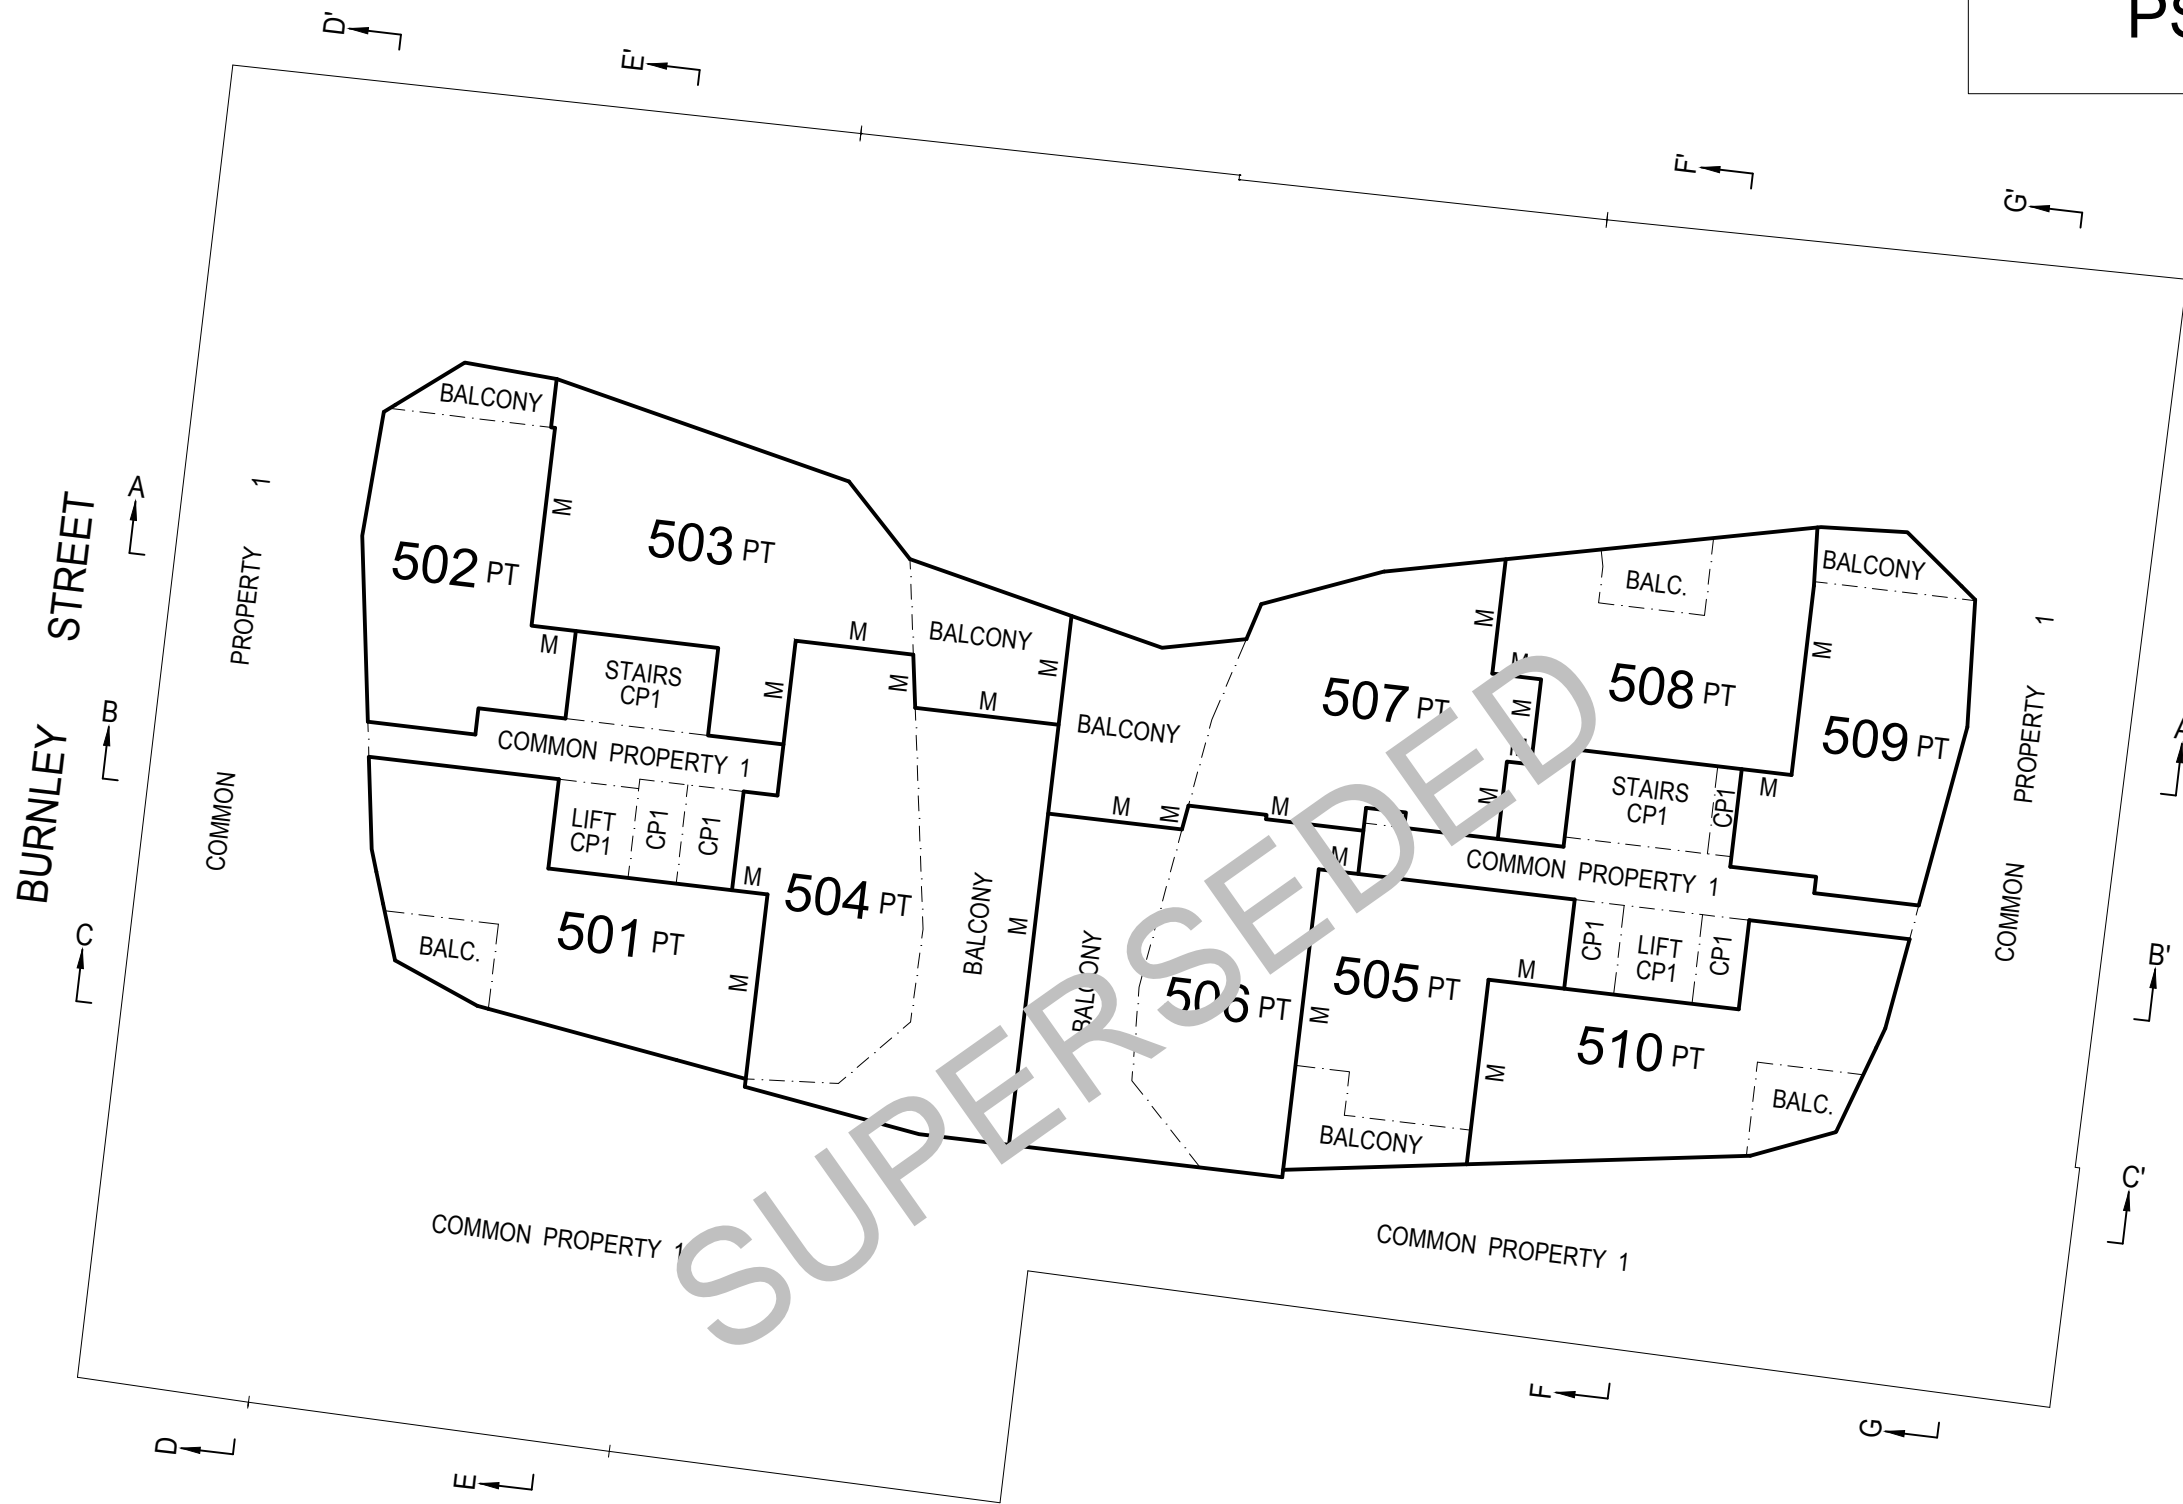 PS
D'
E'
F'
G'
BALCONY
A
STREET
PROPERTY 1
M
502 PT
503 PT
BALCONY
BALC.
M
M
BALCONY
PROPERTY 1
M
M
M
BALCONY
M
STAIRS
CP1
M
M
M
507 PT
M
M
M
508 PT
509 PT
B
COMMON PROPERTY 1
BALCONY
A
BURNLEY
COMMON
LIFT
CP1
CP1
CP1
M
M
M
M
STAIRS
CP1
CP1
M
M
COMMON PROPERTY 1
M
504 PT
BALCONY
M
C
501 PT
BALC.
M
BALCONY
506 PT
M
505 PT
M
CP1
LIFT
CP1
CP1
COMMON
B'
M
510 PT
BALC.
BALCONY
SUPERSEDED
C'
COMMON PROPERTY 1
COMMON PROPERTY 1
D
E
F
G